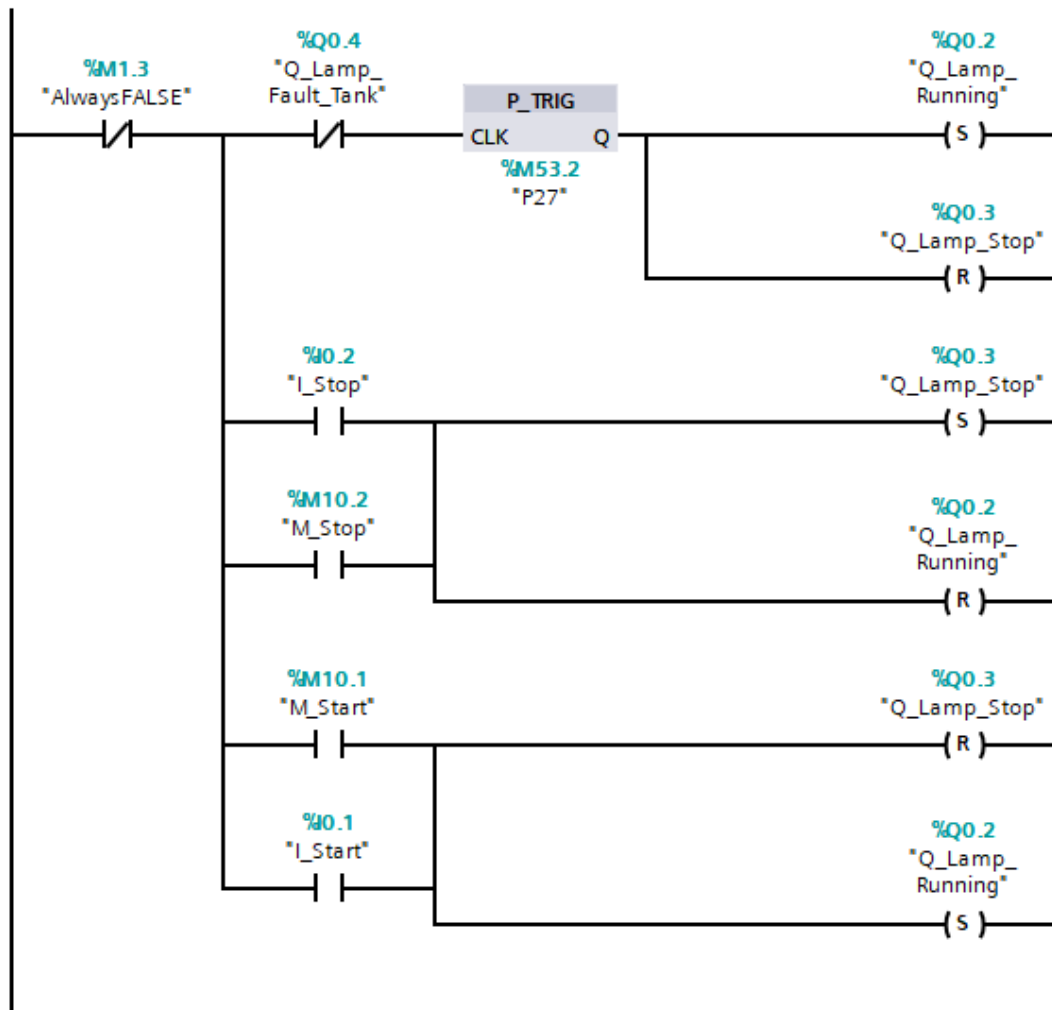 %M1.3
"AlwaysFALSE"
%Q0.4
"Q_Lamp_
Fault_Tank"
P_TRIG
CLK Q
%M53.2
"P27"
%Q0.2
"Q_Lamp_
Running"
( S )
%Q0.3
"Q_Lamp_Stop"
( R )
%I0.2
"I_Stop"
%Q0.3
"Q_Lamp_Stop"
( S )
%M10.2
"M_Stop"
%Q0.2
"Q_Lamp_
Running"
( R )
%M10.1
"M_Start"
%Q0.3
"Q_Lamp_Stop"
( R )
%I0.1
"I_Start"
%Q0.2
"Q_Lamp_
Running"
( S )